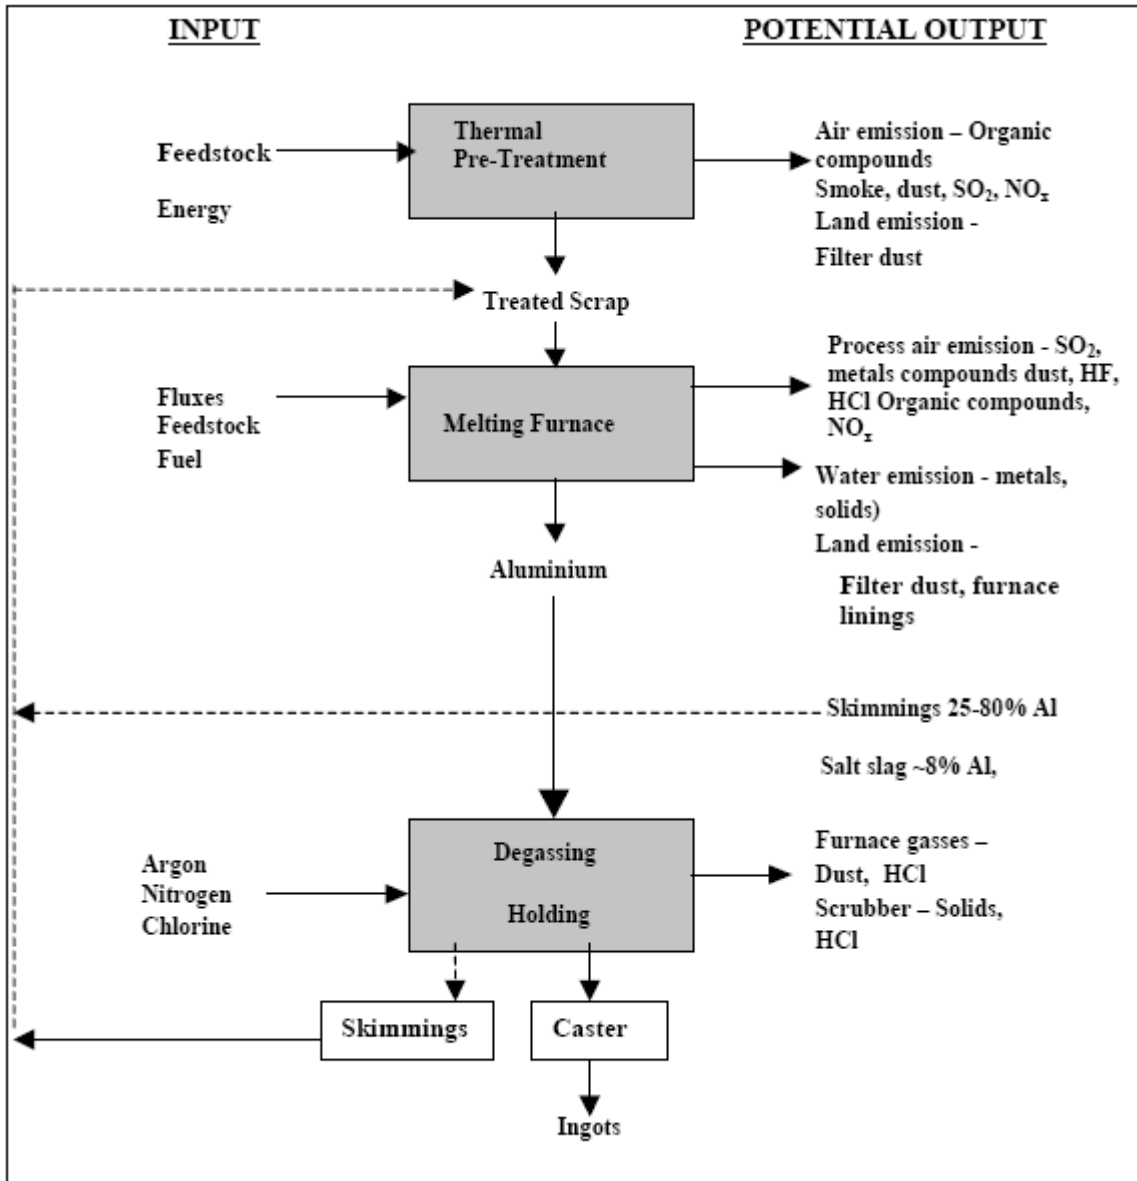 INPUT
POTENTIAL OUTPUT
Thermal
Pre-Treatment
Feedstock
Energy
Air emission – Organic
compounds
Smoke, dust, SO₂, NOₓ
Land emission -
Filter dust
Treated Scrap
Fluxes
Feedstock
Fuel
Melting Furnace
Process air emission - SO₂,
metals compounds dust, HF,
HCl Organic compounds,
NOₓ
Water emission - metals,
solids)
Land emission -
Filter dust, furnace
linings
Aluminium
Skimmings 25-80% Al
Salt slag ~8% Al,
Argon
Nitrogen
Chlorine
Degassing
Holding
Furnace gasses –
Dust, HCl
Scrubber – Solids,
HCl
Skimmings
Caster
Ingots